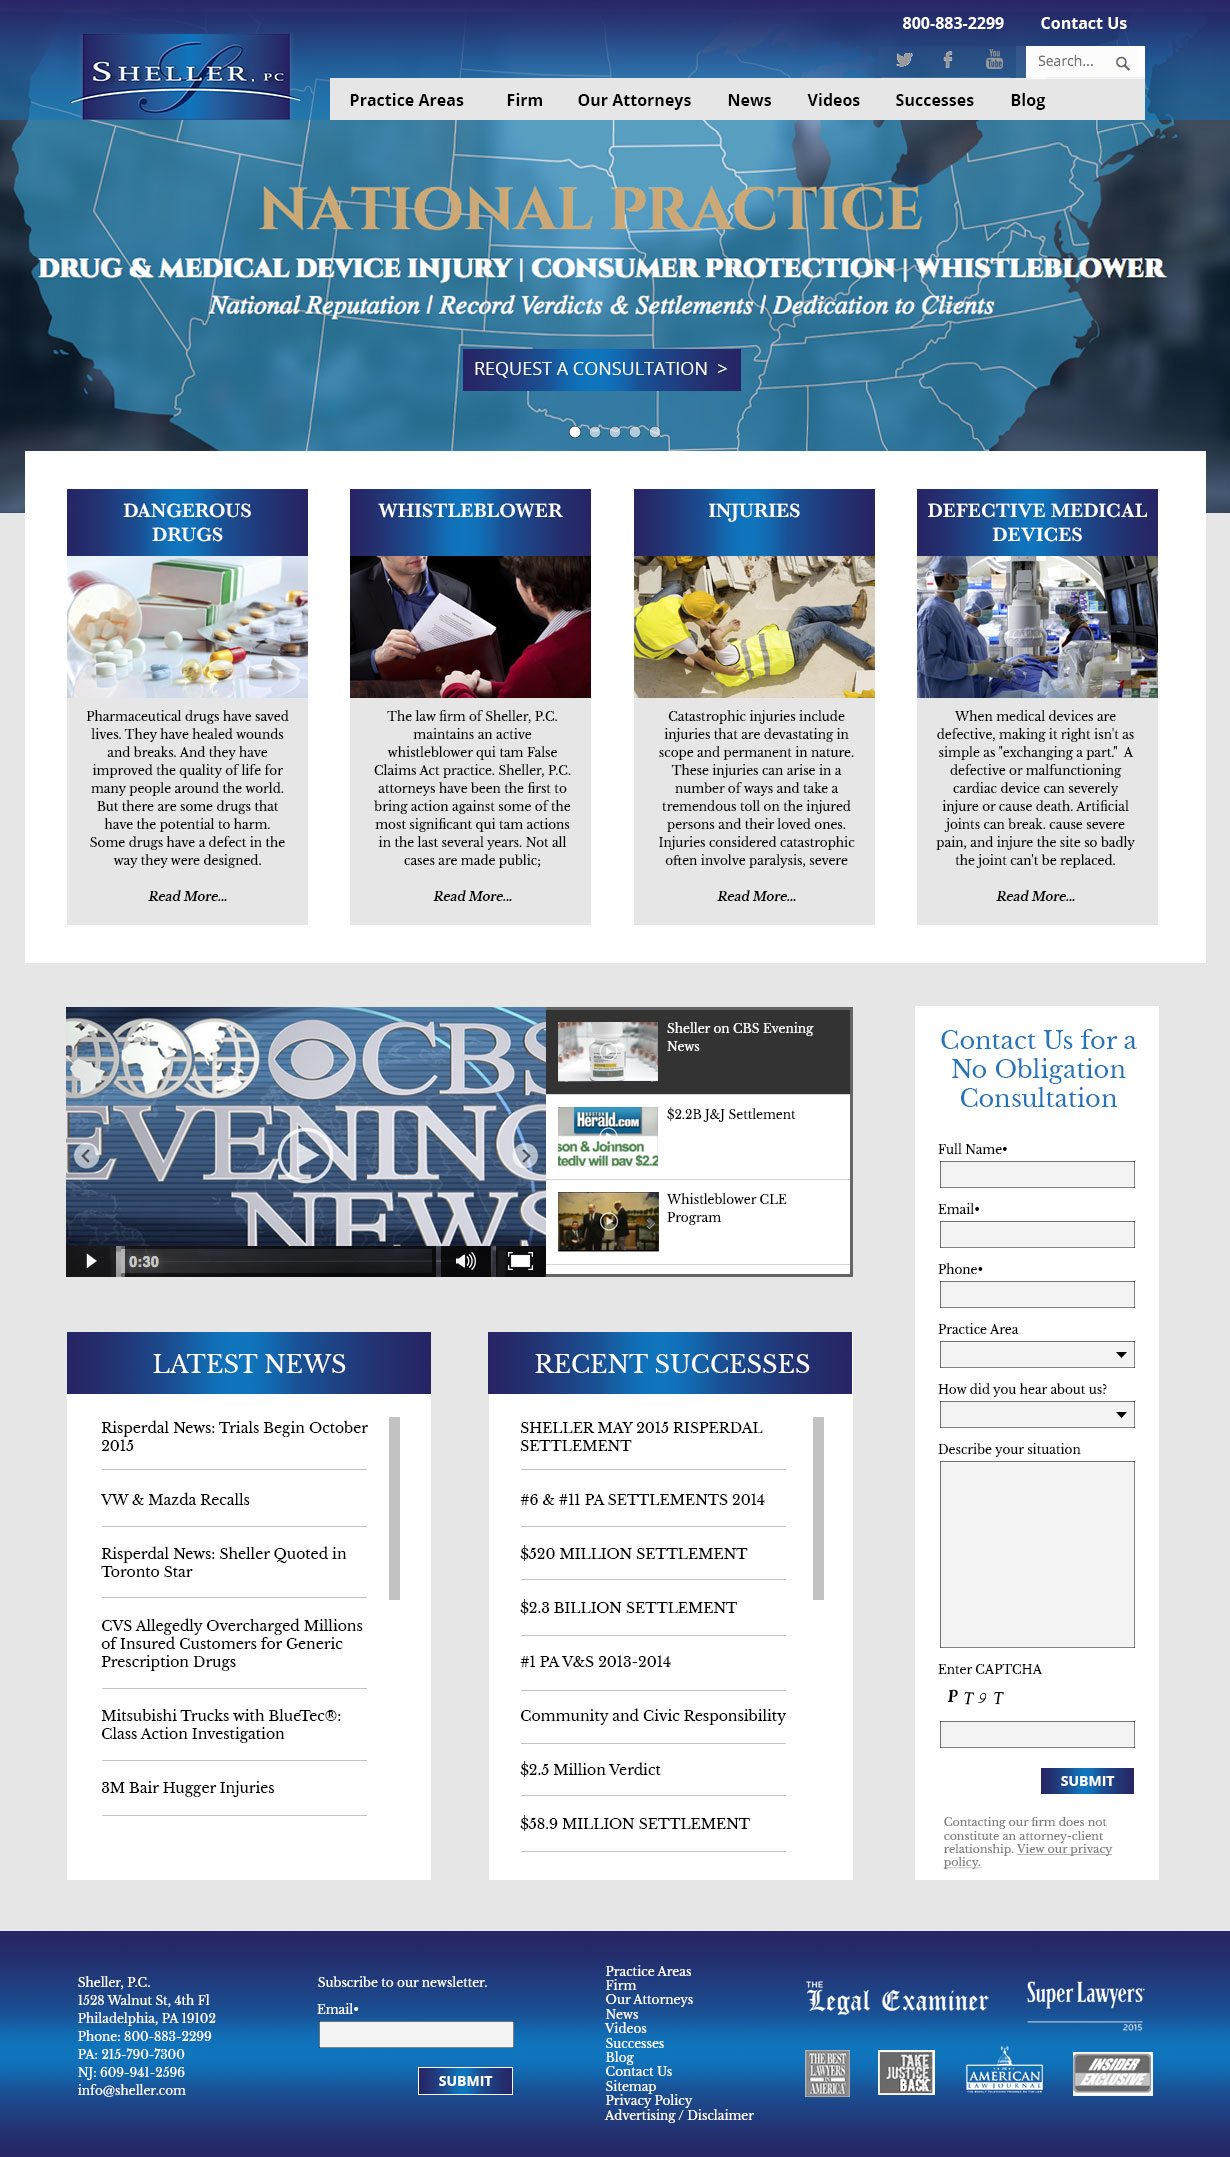 800-883-2299 Contact Us
SHELLER, PC
Search...
Practice Areas Firm Our Attorneys News Videos Successes Blog
NATIONAL PRACTICE
DRUG & MEDICAL DEVICE INJURY | CONSUMER PROTECTION | WHISTLEBLOWER
National Reputation | Record Verdicts & Settlements | Dedication to Clients
REQUEST A CONSULTATION >
DANGEROUS
DRUGS
Pharmaceutical drugs have saved
lives. They have healed wounds
and breaks. And they have
improved the quality of life for
many people around the world.
But there are some drugs that
have the potential to harm.
Some drugs have a defect in the
way they were designed.
Read More...
WHISTLEBLOWER
The law firm of Sheller, P.C.
maintains an active
whistleblower qui tam False
Claims Act practice. Sheller, P.C.
attorneys have been the first to
bring action against some of the
most significant qui tam actions
in the last several years. Not all
cases are made public;
Read More...
INJURIES
Catastrophic injuries include
injuries that are devastating in
scope and permanent in nature.
These injuries can arise in a
number of ways and take a
tremendous toll on the injured
persons and their loved ones.
Injuries considered catastrophic
often involve paralysis, severe
Read More...
DEFECTIVE MEDICAL
DEVICES
When medical devices are
defective, making it right isn't as
simple as "exchanging a part." A
defective or malfunctioning
cardiac device can severely
injure or cause death. Artificial
joints can break. cause severe
pain, and injure the site so badly
the joint can't be replaced.
Read More...
CBS
EVENING
NEWS
0:30
Sheller on CBS Evening
News
Herald.com
son & Johnson
tedly will pay $2.2
$2.2B J&J Settlement
Whistleblower CLE
Program
Contact Us for a
No Obligation
Consultation
Full Name•
Email•
Phone•
Practice Area
How did you hear about us?
Describe your situation
Enter CAPTCHA
P T 9 T
SUBMIT
Contacting our firm does not
constitute an attorney-client
relationship. View our privacy
policy.
LATEST NEWS
Risperdal News: Trials Begin October
2015
VW & Mazda Recalls
Risperdal News: Sheller Quoted in
Toronto Star
CVS Allegedly Overcharged Millions
of Insured Customers for Generic
Prescription Drugs
Mitsubishi Trucks with BlueTec®:
Class Action Investigation
3M Bair Hugger Injuries
RECENT SUCCESSES
SHELLER MAY 2015 RISPERDAL
SETTLEMENT
#6 & #11 PA SETTLEMENTS 2014
$520 MILLION SETTLEMENT
$2.3 BILLION SETTLEMENT
#1 PA V&S 2013-2014
Community and Civic Responsibility
$2.5 Million Verdict
$58.9 MILLION SETTLEMENT
Sheller, P.C.
1528 Walnut St, 4th Fl
Philadelphia, PA 19102
Phone: 800-883-2299
PA: 215-790-7300
NJ: 609-941-2596
info@sheller.com
Subscribe to our newsletter.
Email•
SUBMIT
Practice Areas
Firm
Our Attorneys
News
Videos
Successes
Blog
Contact Us
Sitemap
Privacy Policy
Advertising / Disclaimer
THE
Legal Examiner
Super Lawyers
2015
THE BEST
LAWYERS
IN
AMERICA
TAKE
JUSTICE
BACK
AMERICAN
LAW JOURNAL
INSIDER
EXCLUSIVE